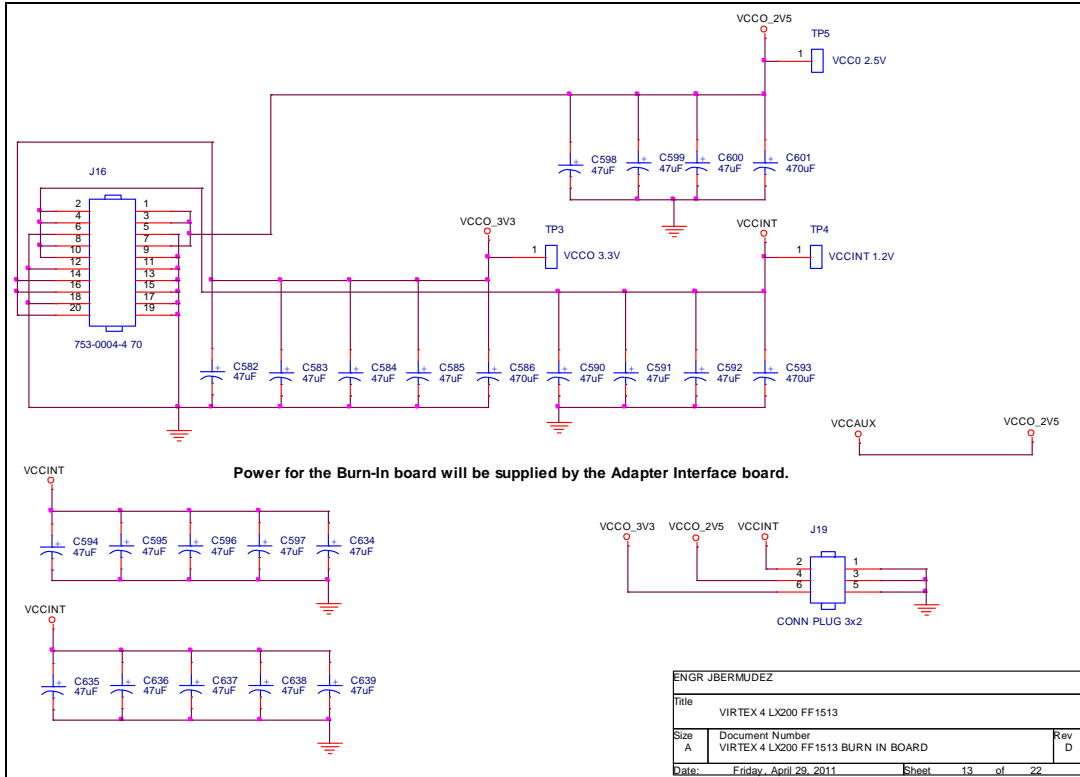 VCCO_2V5
TP5
1
VCC0 2.5V
C598
47uF
C599
47uF
C600
47uF
C601
470uF
J16
2 1
4 3
6 5
8 7
10 9
12 11
14 13
16 15
18 17
20 19
753-0004-4 70
VCCO_3V3
TP3
1
VCCO 3.3V
VCCINT
TP4
1
VCCINT 1.2V
C582
47uF
C583
47uF
C584
47uF
C585
47uF
C586
470uF
C590
47uF
C591
47uF
C592
47uF
C593
470uF
VCCAUX
VCCO_2V5
Power for the Burn-In board will be supplied by the Adapter Interface board.
VCCINT
C594
47uF
C595
47uF
C596
47uF
C597
47uF
C634
47uF
VCCO_3V3 VCCO_2V5 VCCINT
J19
2 1
4 3
6 5
CONN PLUG 3x2
VCCINT
C635
47uF
C636
47uF
C637
47uF
C638
47uF
C639
47uF
ENGR JBERMUDEZ
Title
VIRTEX 4 LX200 FF1513
Size Document Number Rev
A VIRTEX 4 LX200 FF1513 BURN IN BOARD D
Date: Friday, April 29, 2011 Sheet 13 of 22